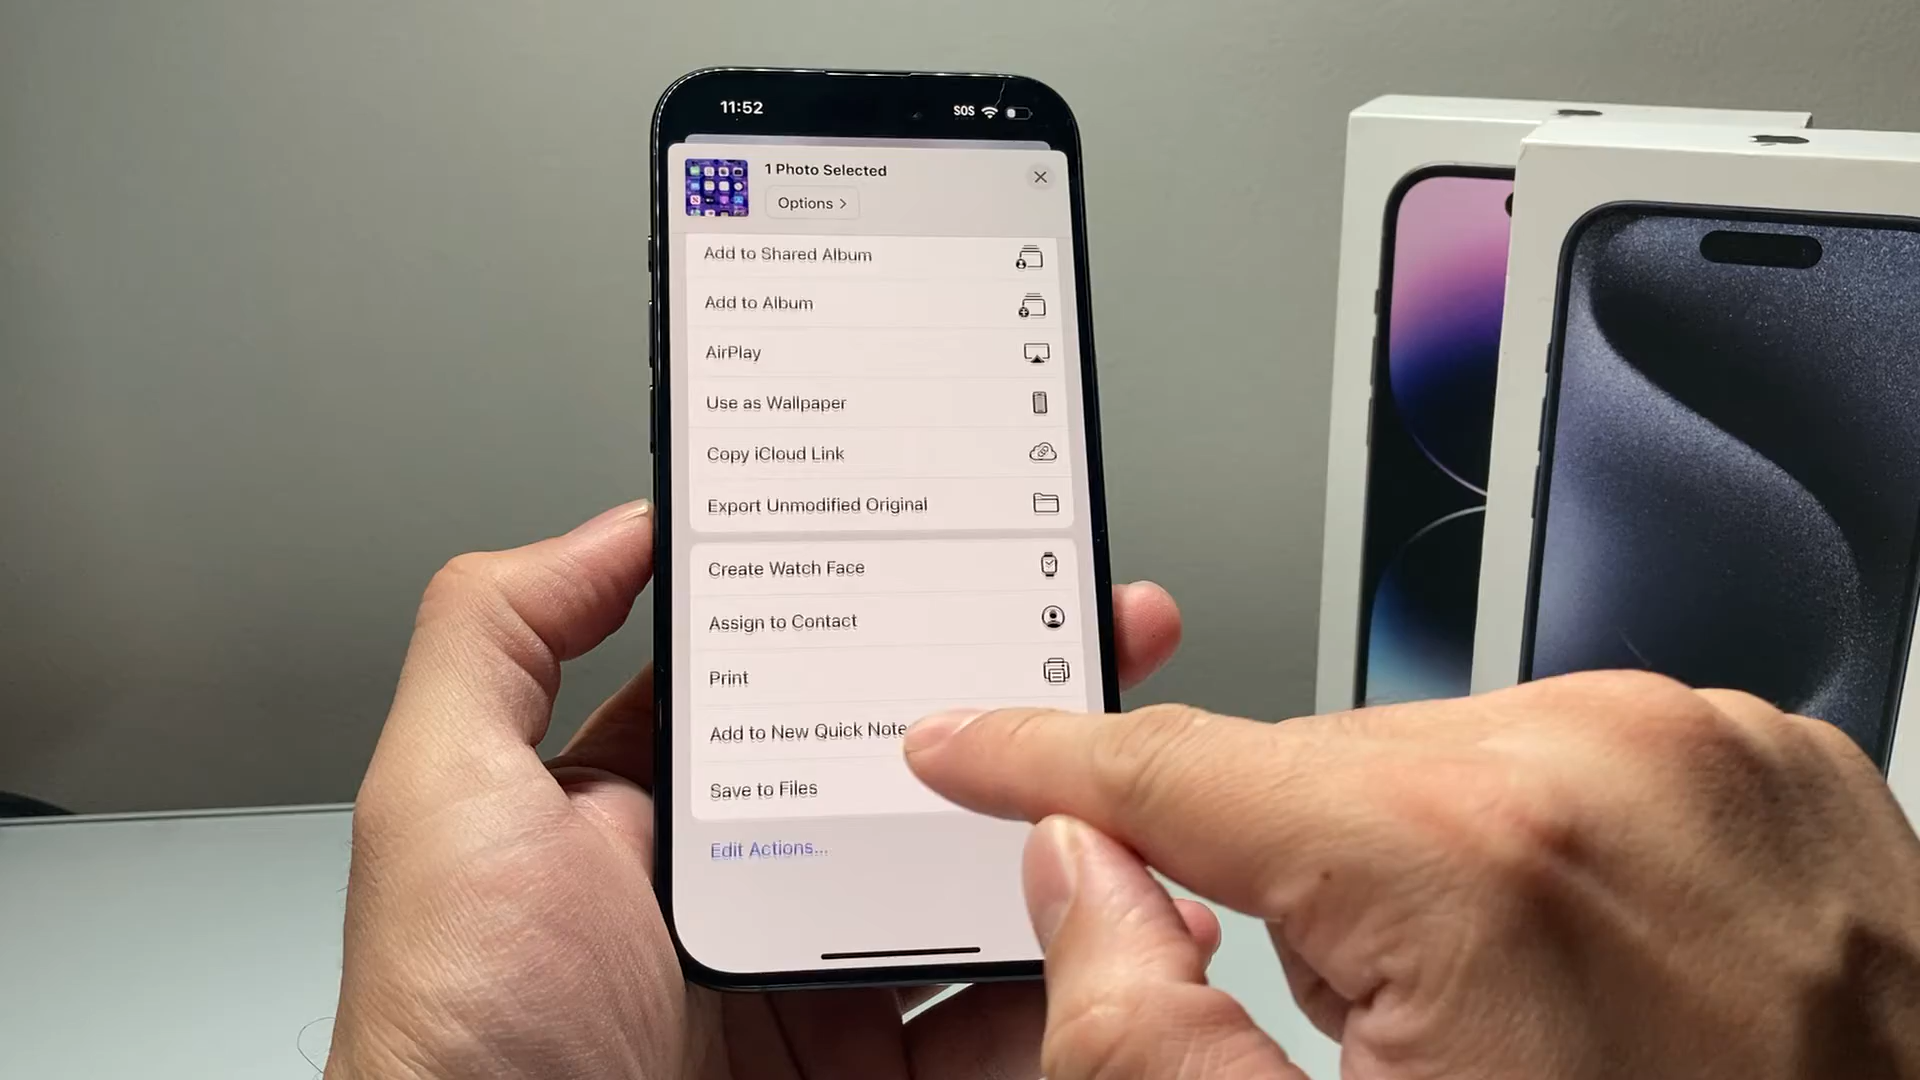 11:52
SOS
1 Photo Selected
Options
Add to Shared Album
Add to Album
AirPlay
Use as Wallpaper
Copy iCloud Link
Export Unmodified Original
Create Watch Face
Assign to Contact
Print
Add to New Quick Note
Save to Files
Edit Actions...